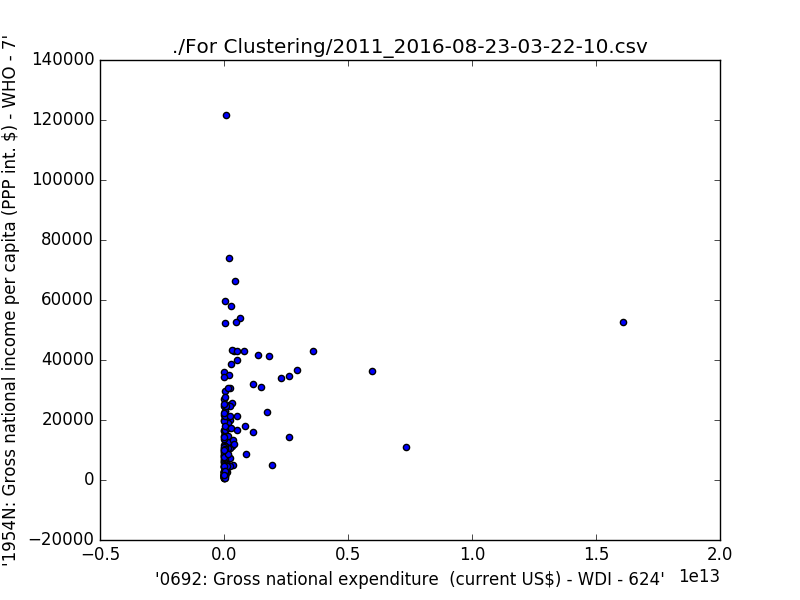 ./For Clustering/2011_2016-08-23-03-22-10.csv
'1954N: Gross national income per capita (PPP int. $) - WHO - 7'
140000
120000
100000
80000
60000
40000
20000
0
−20000
−0.5 0.0 0.5 1.0 1.5 2.0
1e13
'0692: Gross national expenditure  (current US$) - WDI - 624'